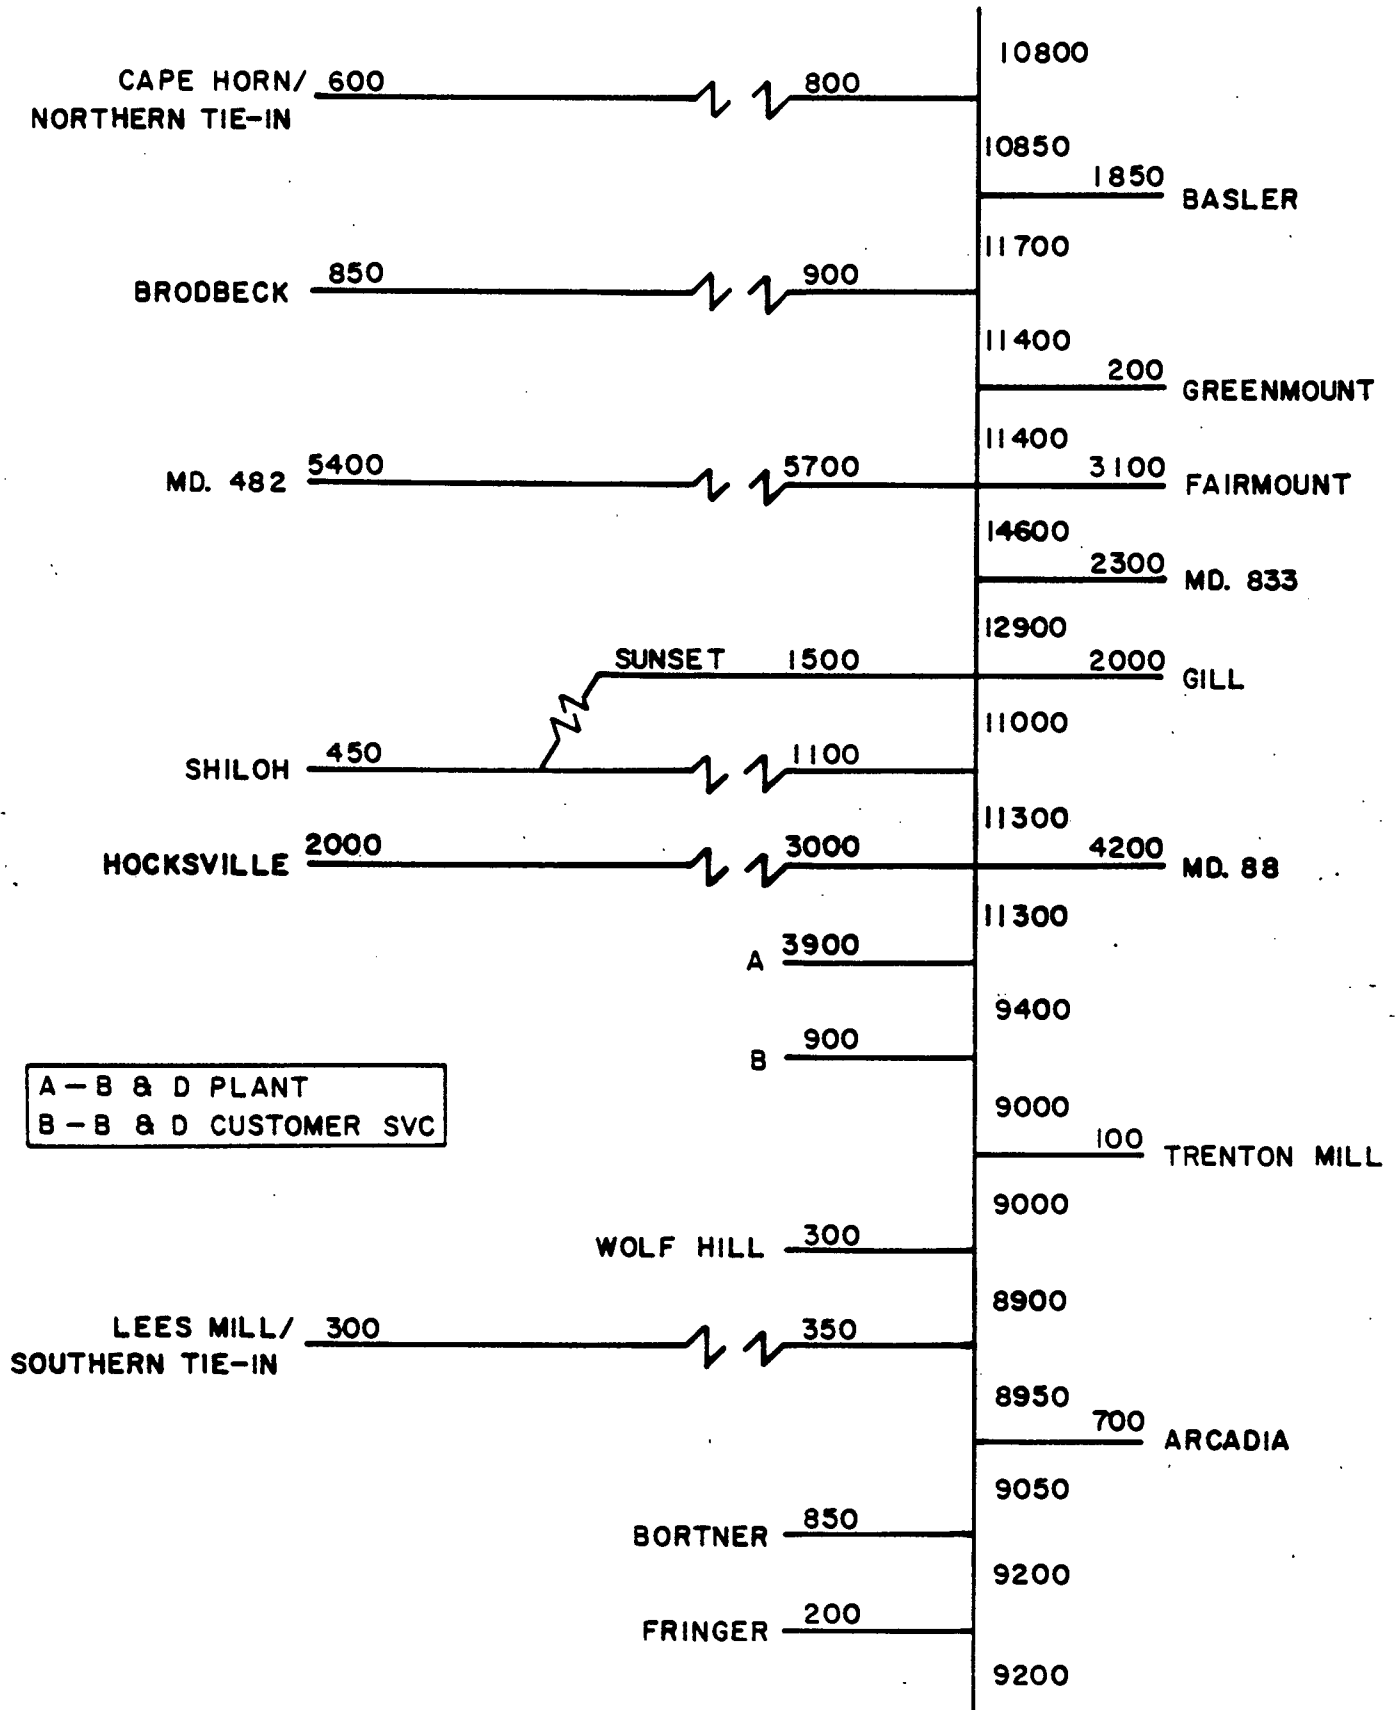 10800
CAPE HORN/ 600 800
NORTHERN TIE-IN
10850
1850 BASLER
11700
BRODBECK 850 900
11400
200 GREENMOUNT
11400
MD. 482 5400 5700 3100 FAIRMOUNT
14600
2300 MD. 833
12900
SUNSET 1500 2000 GILL
11000
SHILOH 450 1100
11300
HOCKSVILLE 2000 3000 4200 MD. 88
11300
A 3900
9400
B 900
A - B & D PLANT
B - B & D CUSTOMER SVC
9000
100 TRENTON MILL
9000
WOLF HILL 300
8900
LEES MILL/ 300 350
SOUTHERN TIE-IN
8950
700 ARCADIA
9050
BORTNER 850
9200
FRINGER 200
9200